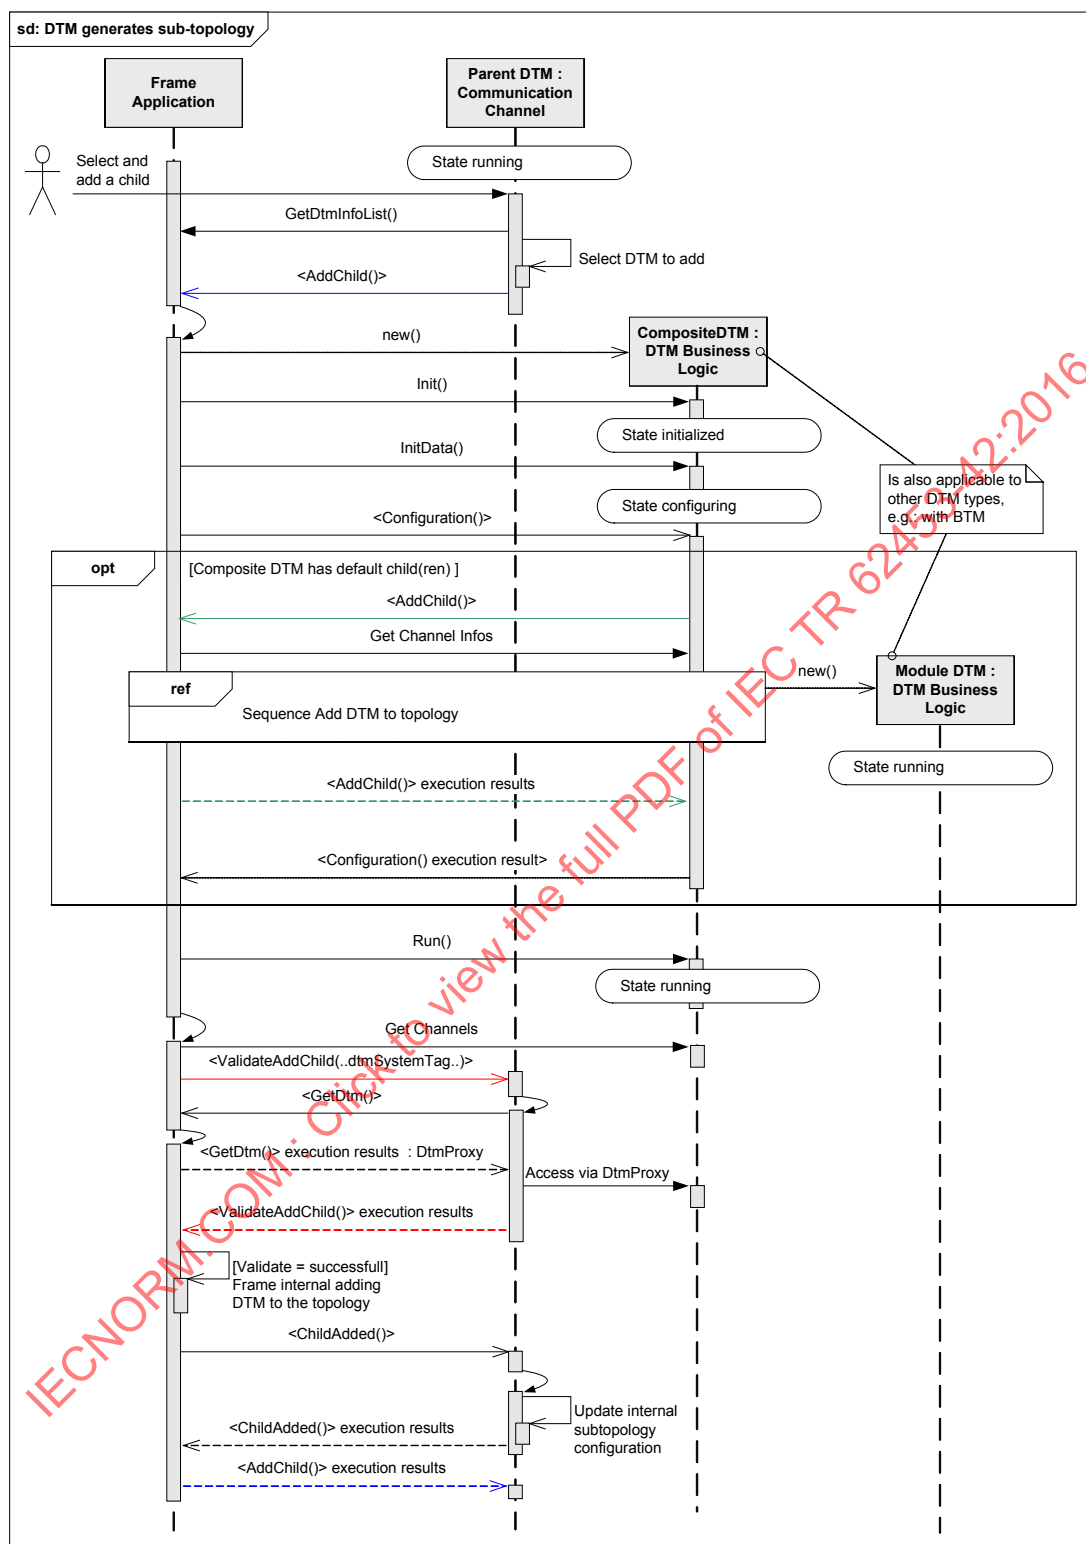 sd: DTM generates sub-topology
Frame
Application
Parent DTM :
Communication
Channel
Select and
add a child
State running
GetDtmInfoList()
Select DTM to add
<AddChild()>
new()
CompositeDTM :
DTM Business
Logic
Init()
State initialized
InitData()
Is also applicable to
other DTM types,
e.g.: with BTM
State configuring
<Configuration()>
opt
[Composite DTM has default child(ren) ]
<AddChild()>
Get Channel Infos
ref
Sequence Add DTM to topology
new()
Module DTM :
DTM Business
Logic
State running
<AddChild()> execution results
<Configuration() execution result>
Run()
State running
Get Channels
<ValidateAddChild(..dtmSystemTag..)>
<GetDtm()>
<GetDtm()> execution results : DtmProxy
Access via DtmProxy
<ValidateAddChild()> execution results
[Validate = successfull]
Frame internal adding
DTM to the topology
<ChildAdded()>
Update internal
subtopology
configuration
<ChildAdded()> execution results
<AddChild()> execution results
IECNORM.COM : Click to view the full PDF of IEC TR 62453-42:2016